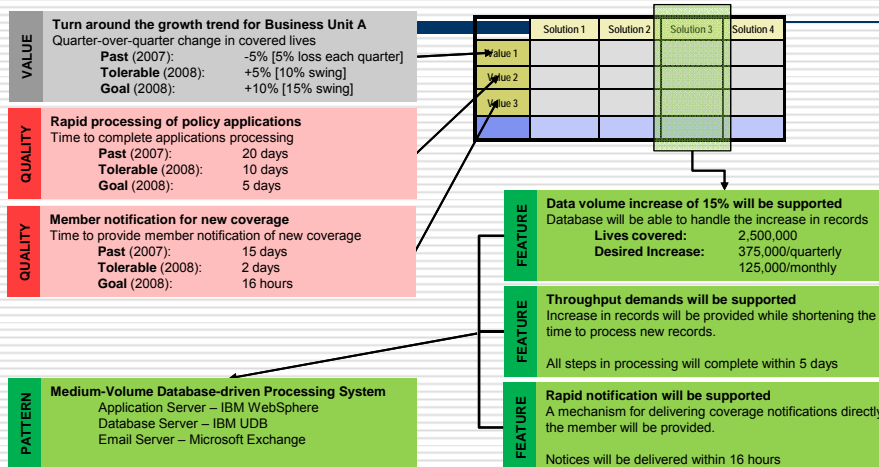 VALUE
Turn around the growth trend for Business Unit A
Quarter-over-quarter change in covered lives
Past (2007): -5% [5% loss each quarter]
Tolerable (2008): +5% [10% swing]
Goal (2008): +10% [15% swing]
QUALITY
Rapid processing of policy applications
Time to complete applications processing
Past (2007): 20 days
Tolerable (2008): 10 days
Goal (2008): 5 days
QUALITY
Member notification for new coverage
Time to provide member notification of new coverage
Past (2007): 15 days
Tolerable (2008): 2 days
Goal (2008): 16 hours
Solution 1 Solution 2 Solution 3 Solution 4
Value 1
Value 2
Value 3
FEATURE
Data volume increase of 15% will be supported
Database will be able to handle the increase in records
Lives covered: 2,500,000
Desired Increase: 375,000/quarterly
125,000/monthly
FEATURE
Throughput demands will be supported
Increase in records will be provided while shortening the
time to process new records.
All steps in processing will complete within 5 days
FEATURE
Rapid notification will be supported
A mechanism for delivering coverage notifications directly
the member will be provided.
Notices will be delivered within 16 hours
PATTERN
Medium-Volume Database-driven Processing System
Application Server – IBM WebSphere
Database Server – IBM UDB
Email Server – Microsoft Exchange